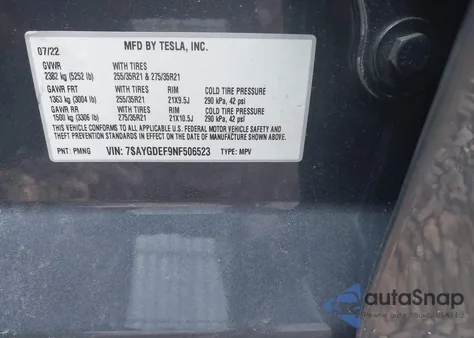 07/22 MFD BY TESLA, INC.
GVWR WITH TIRES
2382 kg (5252 lb) 255/35R21 & 275/35R21
GAWR FRT WITH TIRES RIM COLD TIRE PRESSURE
1363 kg (3004 lb) 255/35R21 21X9.5J 290 kPa, 42 psi
GAWR RR WITH TIRES RIM COLD TIRE PRESSURE
1500 kg (3306 lb) 275/35R21 21X10.5J 290 kPa, 42 psi
THIS VEHICLE CONFORMS TO ALL APPLICABLE U.S. FEDERAL MOTOR VEHICLE SAFETY AND
THEFT PREVENTION STANDARDS IN EFFECT ON THE DATE OF MANUFACTURE SHOWN ABOVE.
PNT: PMNG VIN: 7SAYGDEF9NF506523 TYPE: MPV
autaSnap